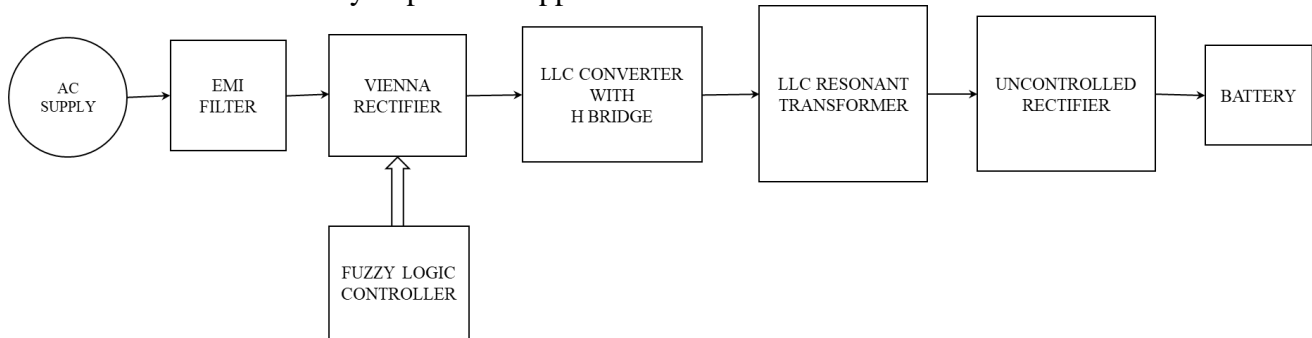 AC
SUPPLY
EMI
FILTER
VIENNA
RECTIFIER
LLC CONVERTER
WITH
H BRIDGE
LLC RESONANT
TRANSFORMER
UNCONTROLLED
RECTIFIER
BATTERY
FUZZY LOGIC
CONTROLLER